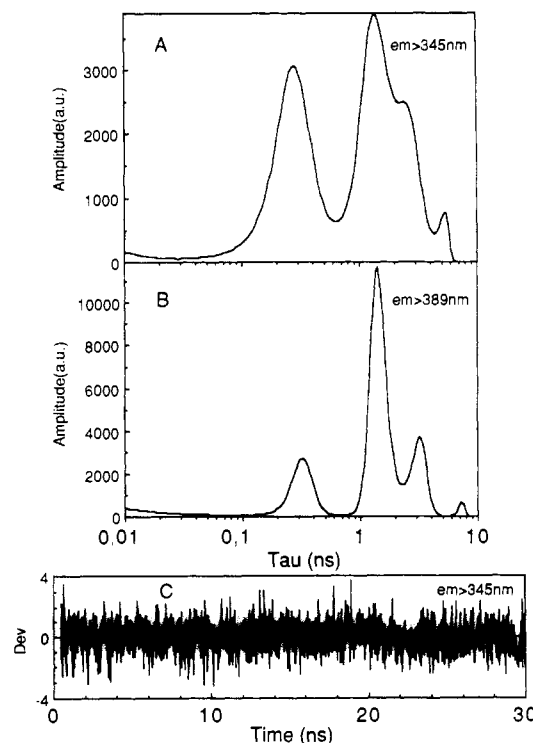 A
em>345nm
Amplitude(a.u.)
3000
2000
1000
0
B
em>389nm
Amplitude(a.u.)
10000
8000
6000
4000
2000
0
0,01 0,1 1 10
Tau (ns)
C
em>345nm
Dev
4
0
-4
0 10 20 30
Time (ns)